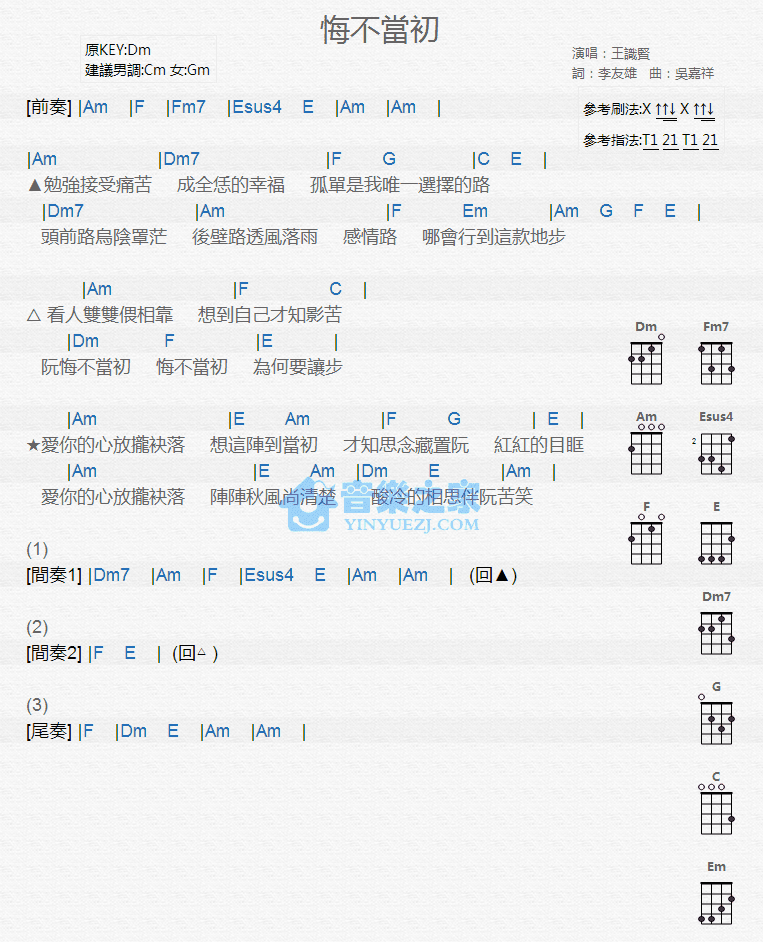 悔不當初
原KEY:Dm
建議男調:Cm 女:Gm
演唱：王識賢
詞：李友雄 曲：吳嘉祥
參考刷法:X ↑↑↓ X ↑↑↓
參考指法:T1 21 T1 21
[前奏] |Am |F |Fm7 |Esus4 E |Am |Am |
|Am |Dm7 |F G |C E |
▲勉強接受痛苦 成全恁的幸福 孤單是我唯一選擇的路
|Dm7 |Am |F Em |Am G F E |
頭前路烏陰罩茫 後壁路透風落雨 感情路 哪會行到這款地步
|Am |F C |
△ 看人雙雙偎相靠 想到自己才知影苦
|Dm F |E |
阮悔不當初 悔不當初 為何要讓步
|Am |E Am |F G | E |
★愛你的心放攏袂落 想這陣到當初 才知思念藏置阮 紅紅的目眶
|Am |E Am |Dm E |Am |
愛你的心放攏袂落 陣陣秋風尚清楚 酸冷的相思伴阮苦笑
音樂之家
YINYUEZJ.COM
(1)
[間奏1] |Dm7 |Am |F |Esus4 E |Am |Am | (回▲)
(2)
[間奏2] |F E | (回△ )
(3)
[尾奏] |F |Dm E |Am |Am |
Dm Fm7
Am Esus4
2
F E
Dm7
G
C
Em